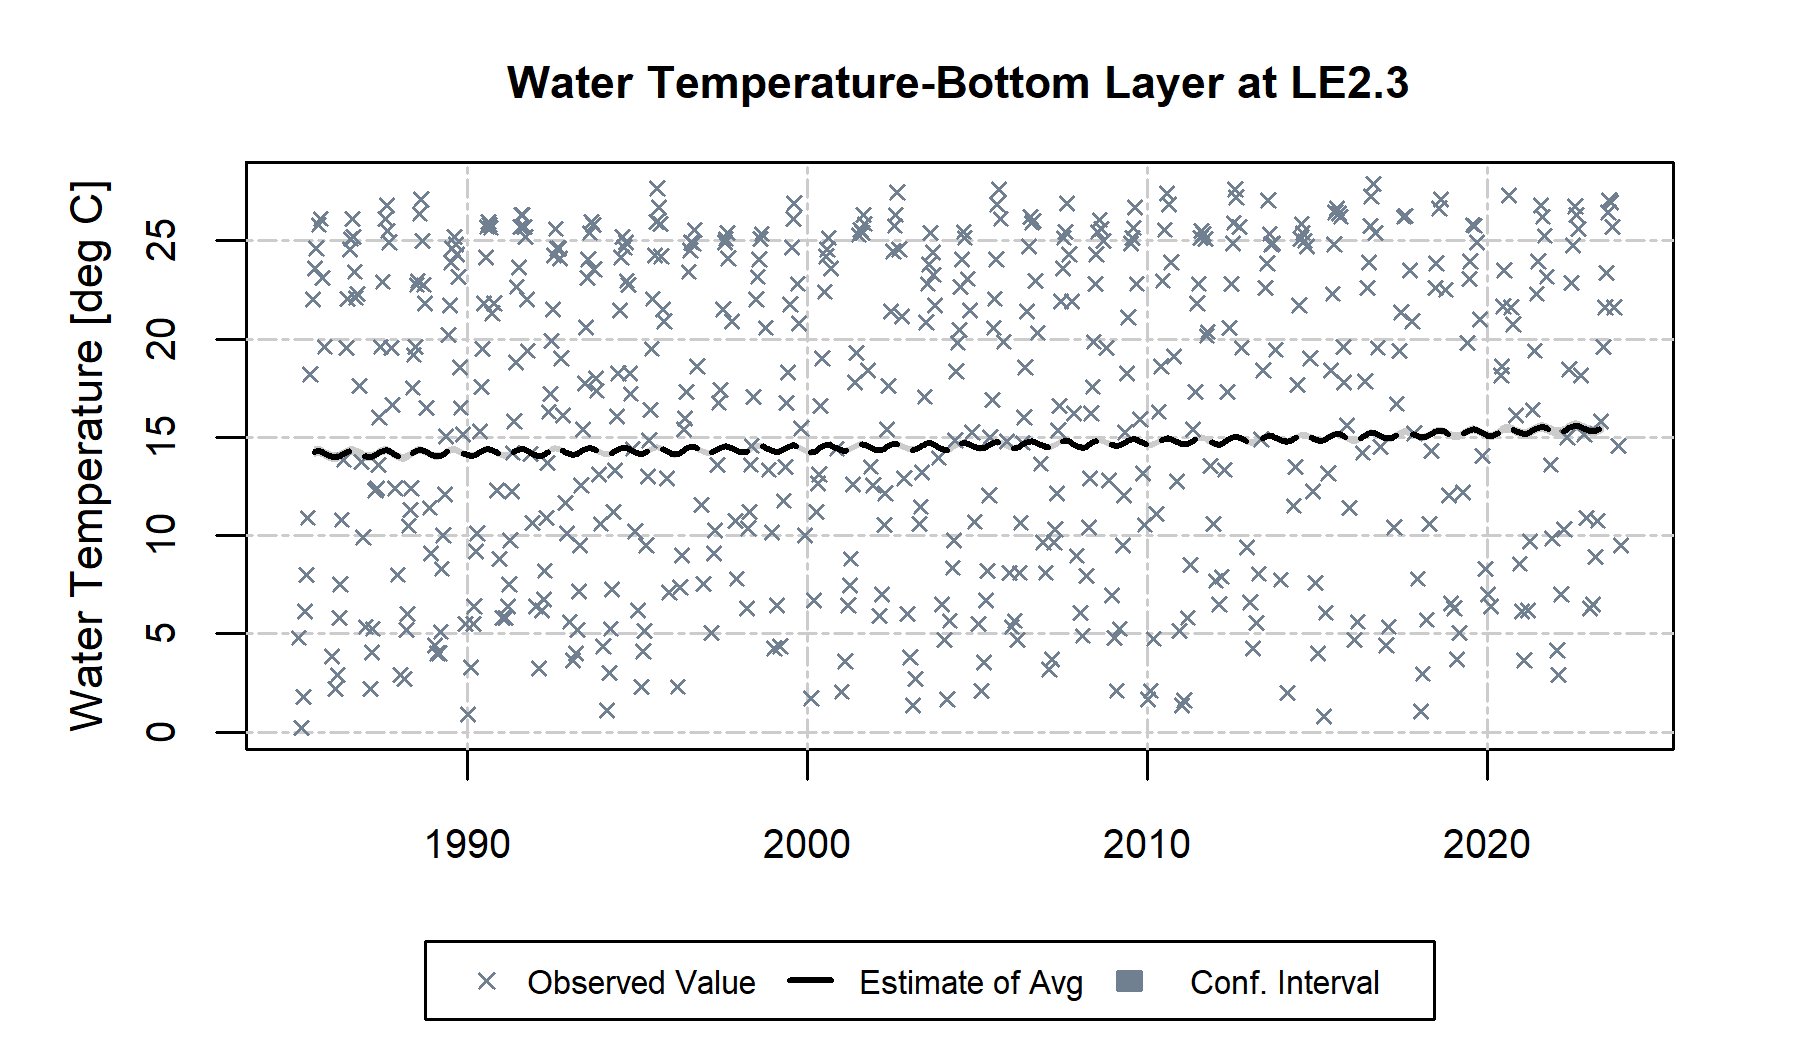 Water Temperature-Bottom Layer at LE2.3
Water Temperature [deg C]
25
20
15
10
5
0
1990 2000 2010 2020
Observed Value Estimate of Avg Conf. Interval